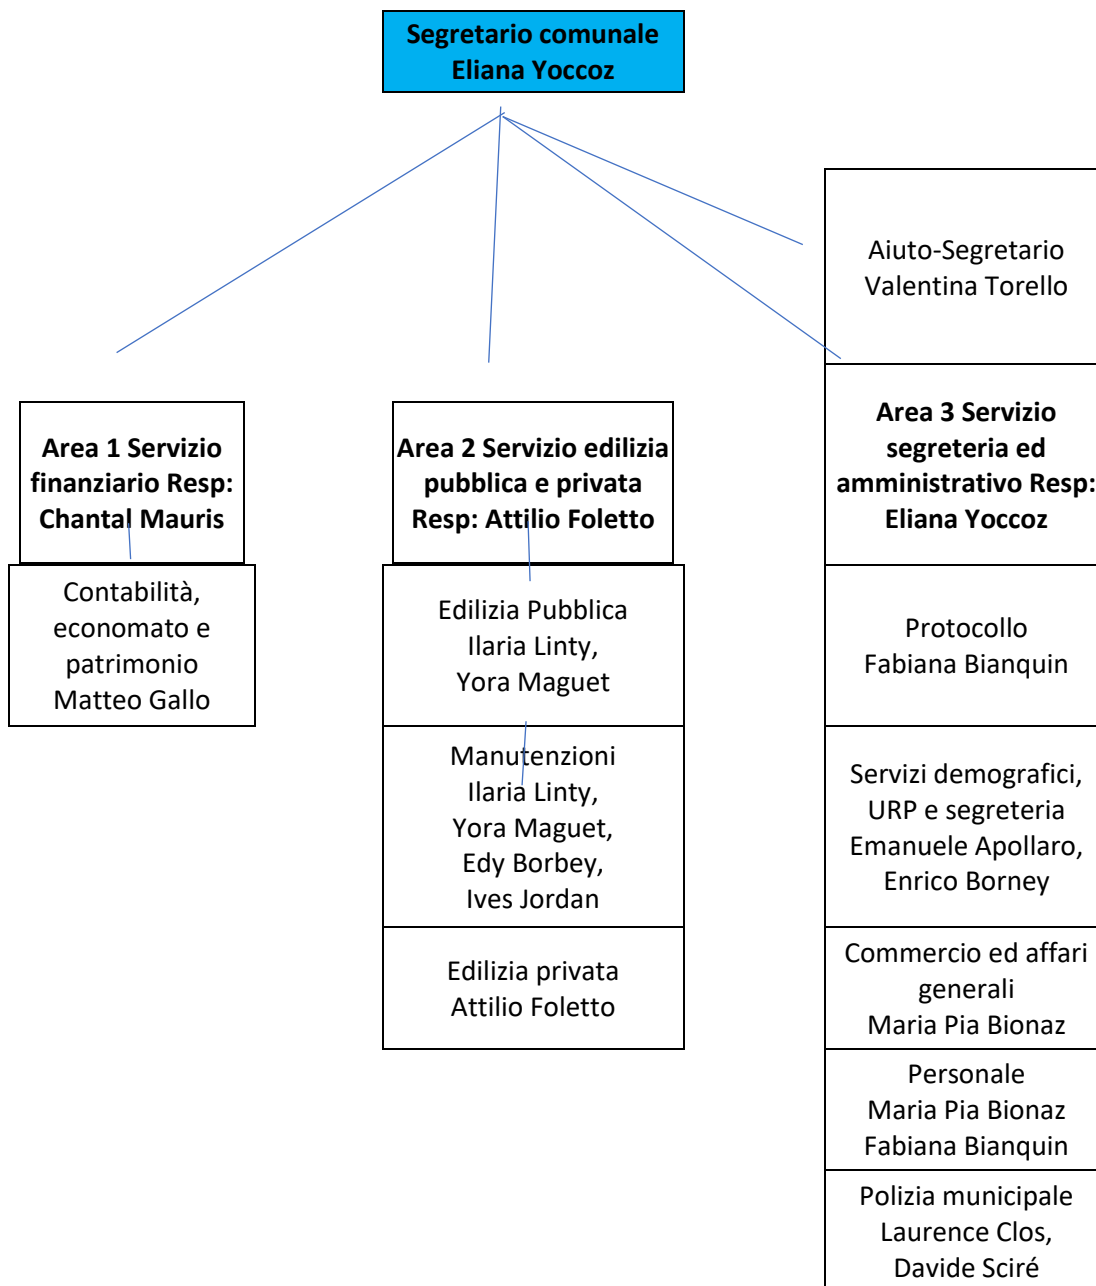 Segretario comunale
Eliana Yoccoz
Aiuto-Segretario
Valentina Torello
Area 1 Servizio
finanziario Resp:
Chantal Mauris
Contabilità,
economato e
patrimonio
Matteo Gallo
Area 2 Servizio edilizia
pubblica e privata
Resp: Attilio Foletto
Edilizia Pubblica
Ilaria Linty,
Yora Maguet
Manutenzioni
Ilaria Linty,
Yora Maguet,
Edy Borbey,
Ives Jordan
Edilizia privata
Attilio Foletto
Area 3 Servizio
segreteria ed
amministrativo Resp:
Eliana Yoccoz
Protocollo
Fabiana Bianquin
Servizi demografici,
URP e segreteria
Emanuele Apollaro,
Enrico Borney
Commercio ed affari
generali
Maria Pia Bionaz
Personale
Maria Pia Bionaz
Fabiana Bianquin
Polizia municipale
Laurence Clos,
Davide Sciré